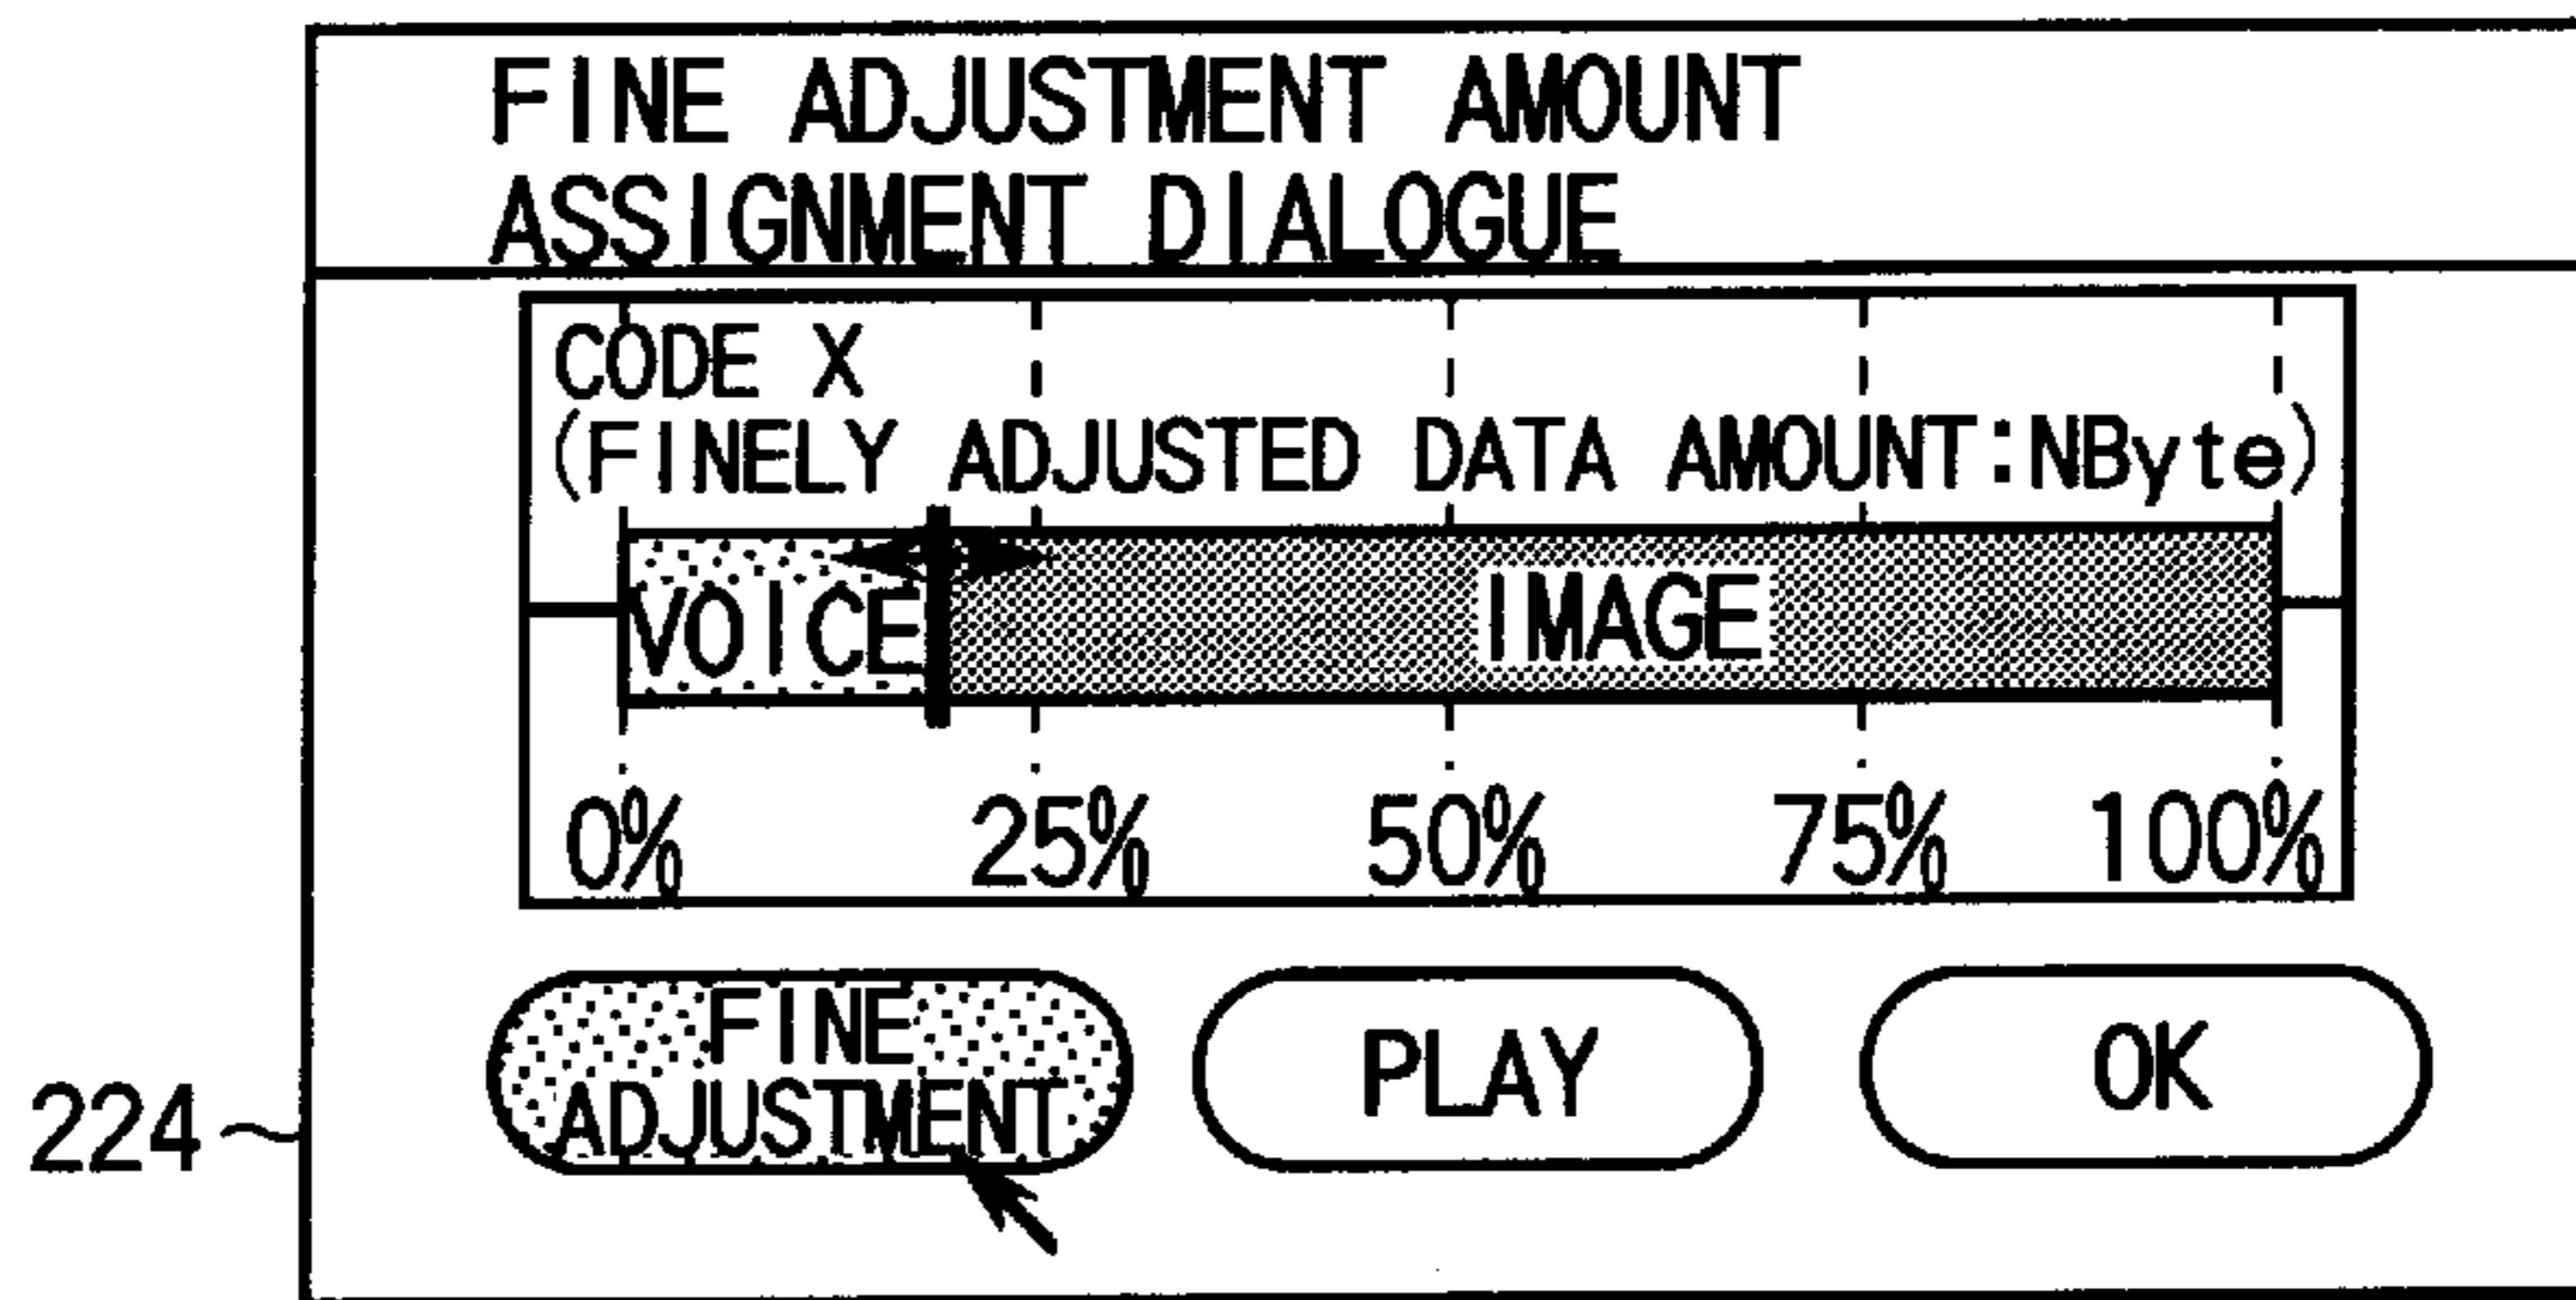 FINE ADJUSTMENT AMOUNT
ASSIGNMENT DIALOGUE
CODE X
(FINELY ADJUSTED DATA AMOUNT:NByte)
VOICE IMAGE
0% 25% 50% 75% 100%
FINE
ADJUSTMENT
PLAY
OK
224